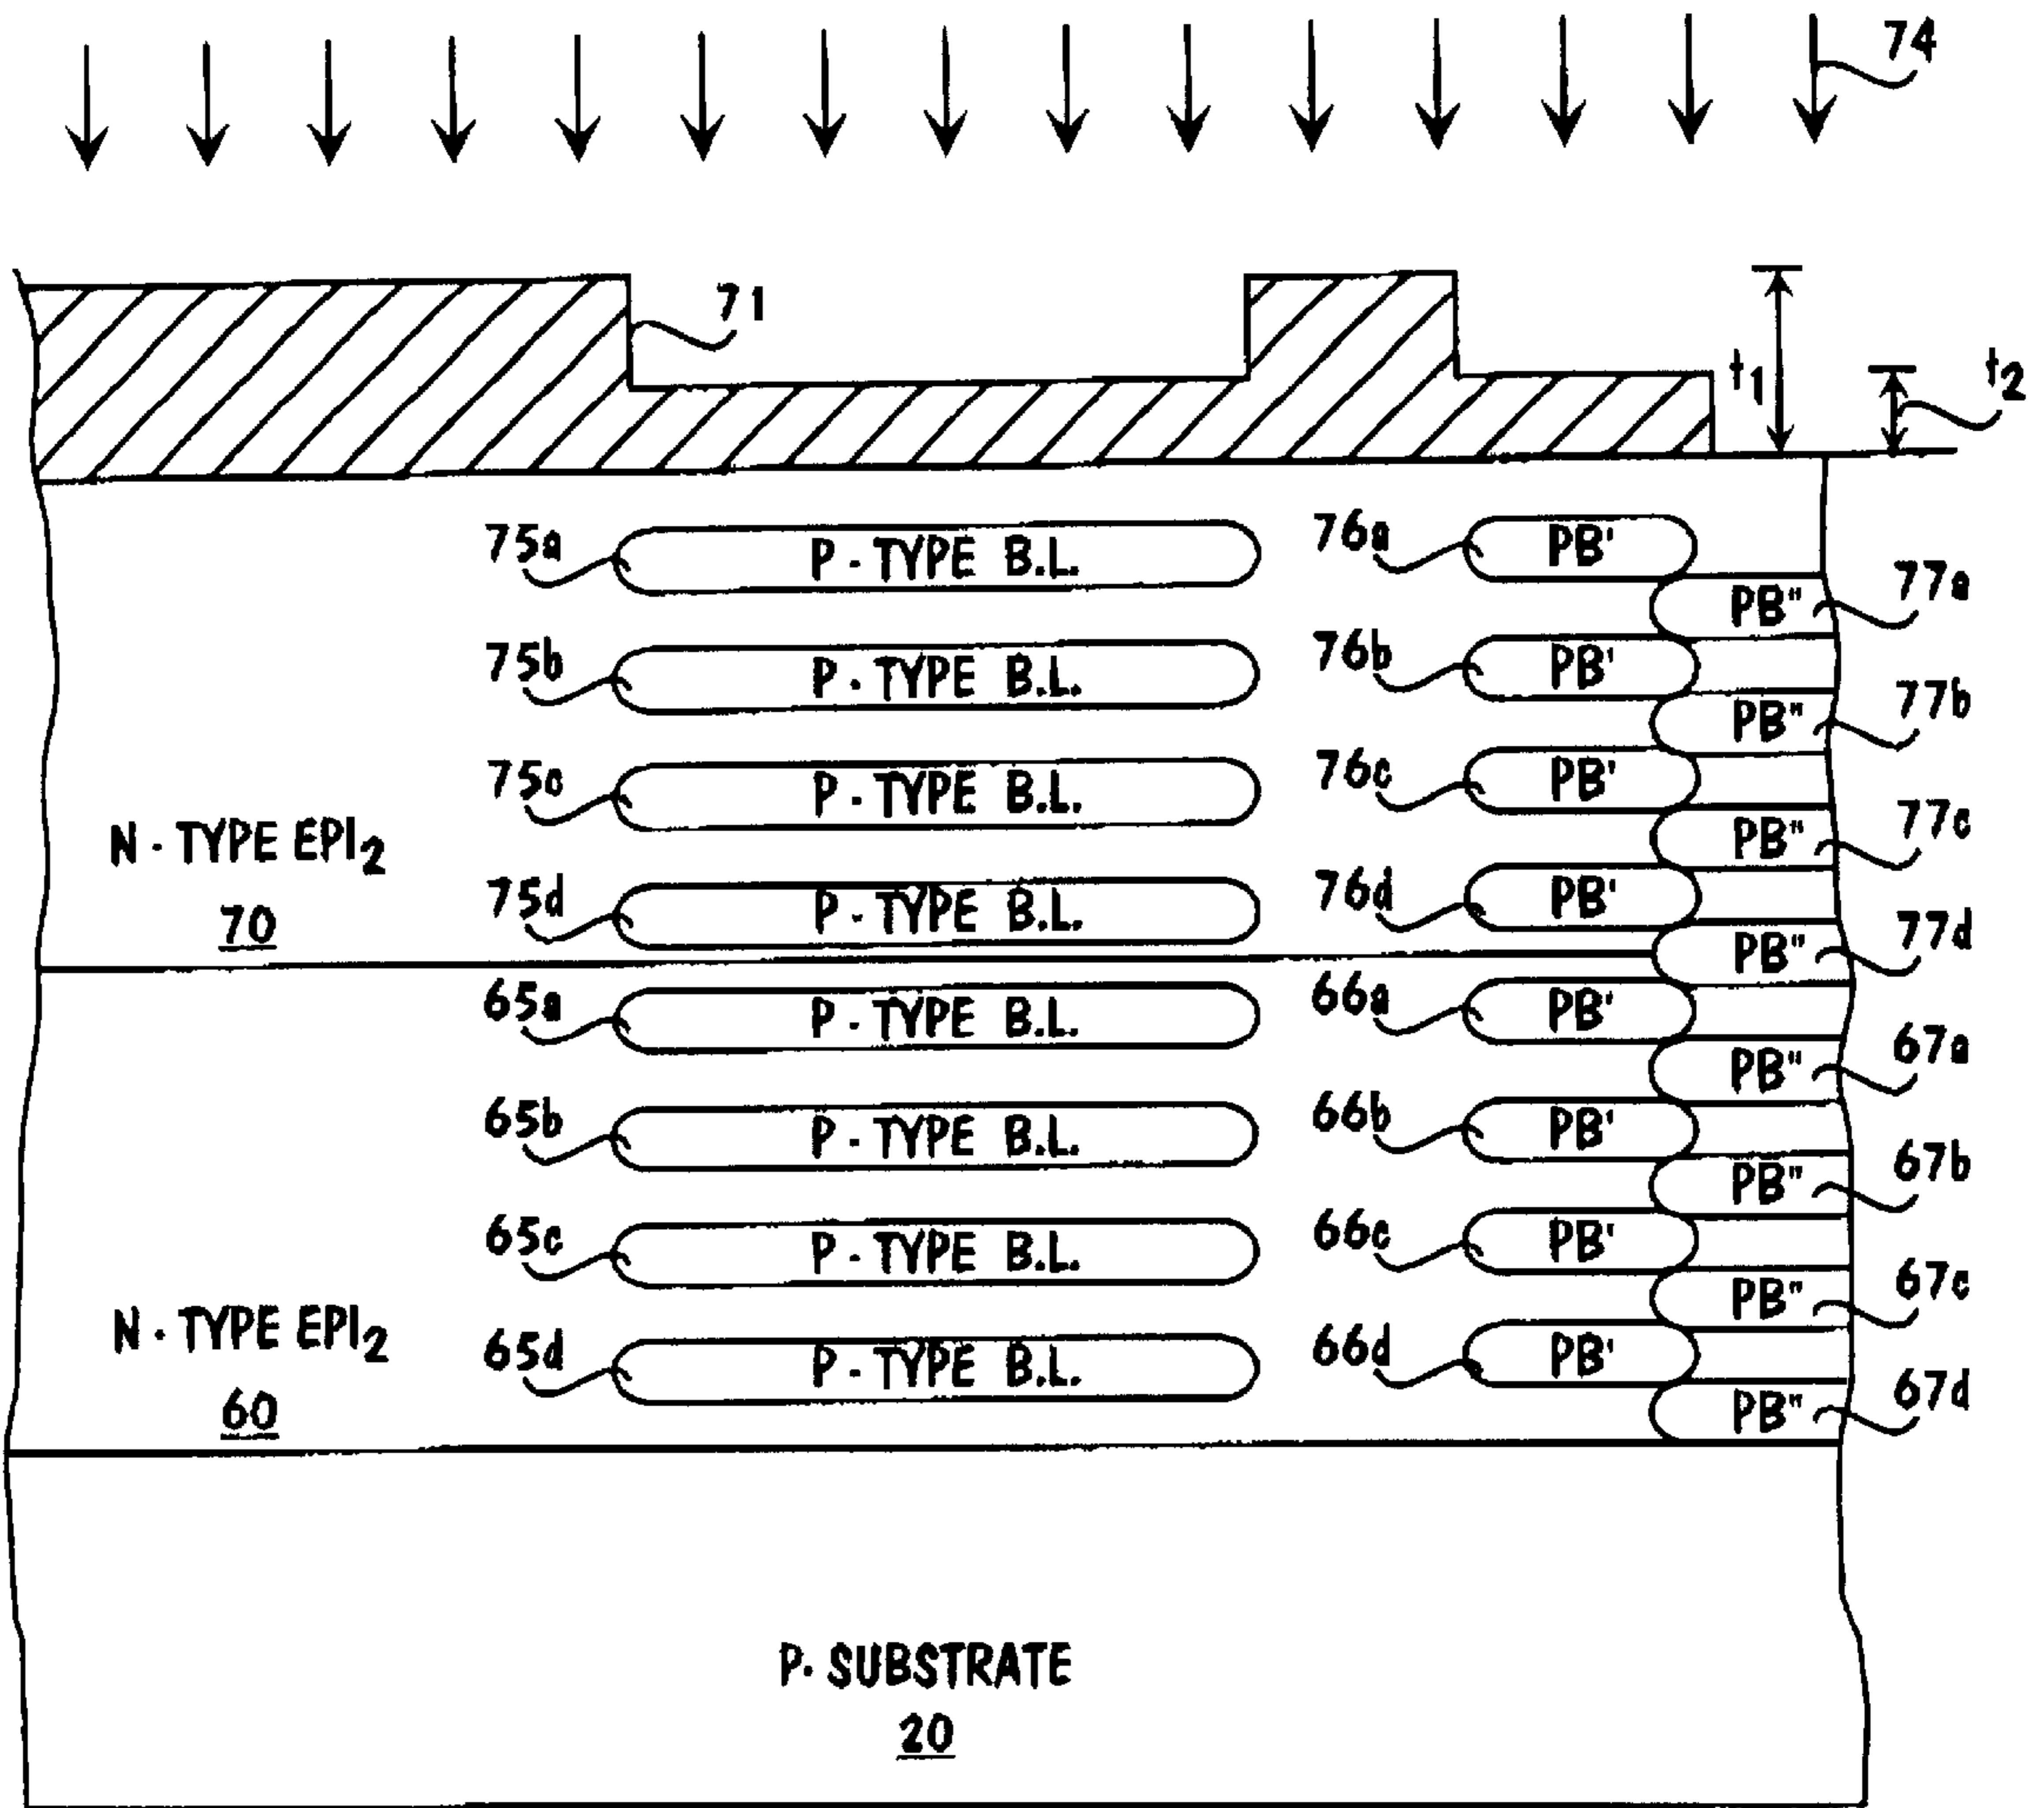 74
71
t1
t2
75a P-TYPE B.L. 76a PB'
PB" 77a
75b P-TYPE B.L. 76b PB'
PB" 77b
75c P-TYPE B.L. 76c PB'
PB" 77c
N-TYPE EPI2
70
75d P-TYPE B.L. 76d PB'
PB" 77d
65a P-TYPE B.L. 66a PB'
PB" 67a
65b P-TYPE B.L. 66b PB'
PB" 67b
65c P-TYPE B.L. 66c PB'
PB" 67c
N-TYPE EPI2
60
65d P-TYPE B.L. 66d PB'
PB" 67d
P-SUBSTRATE
20